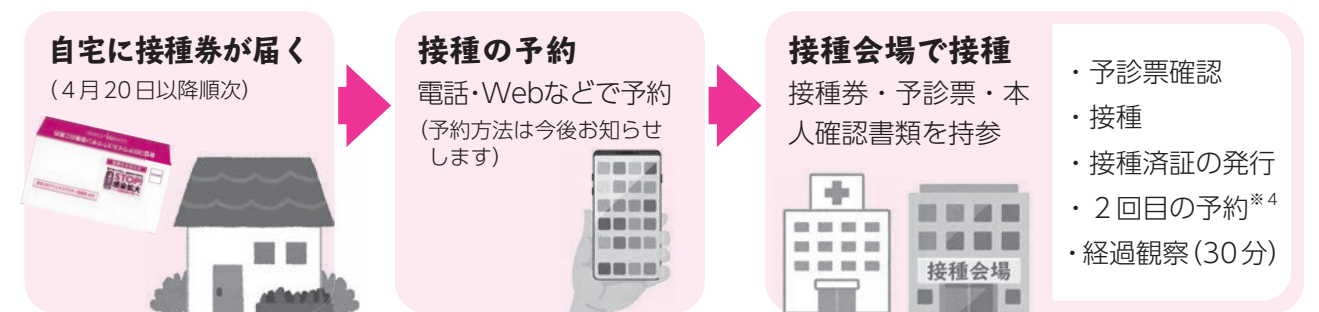 自宅に接種券が届く
(4月20日以降順次)
STOP!
感染拡大
接種の予約
電話・Webなどで予約
(予約方法は今後お知らせ
します)
接種会場で接種
接種券・予診票・本
人確認書類を持参
接種会場
・予診票確認
・接種
・接種済証の発行
・２回目の予約※4
・経過観察(30分)